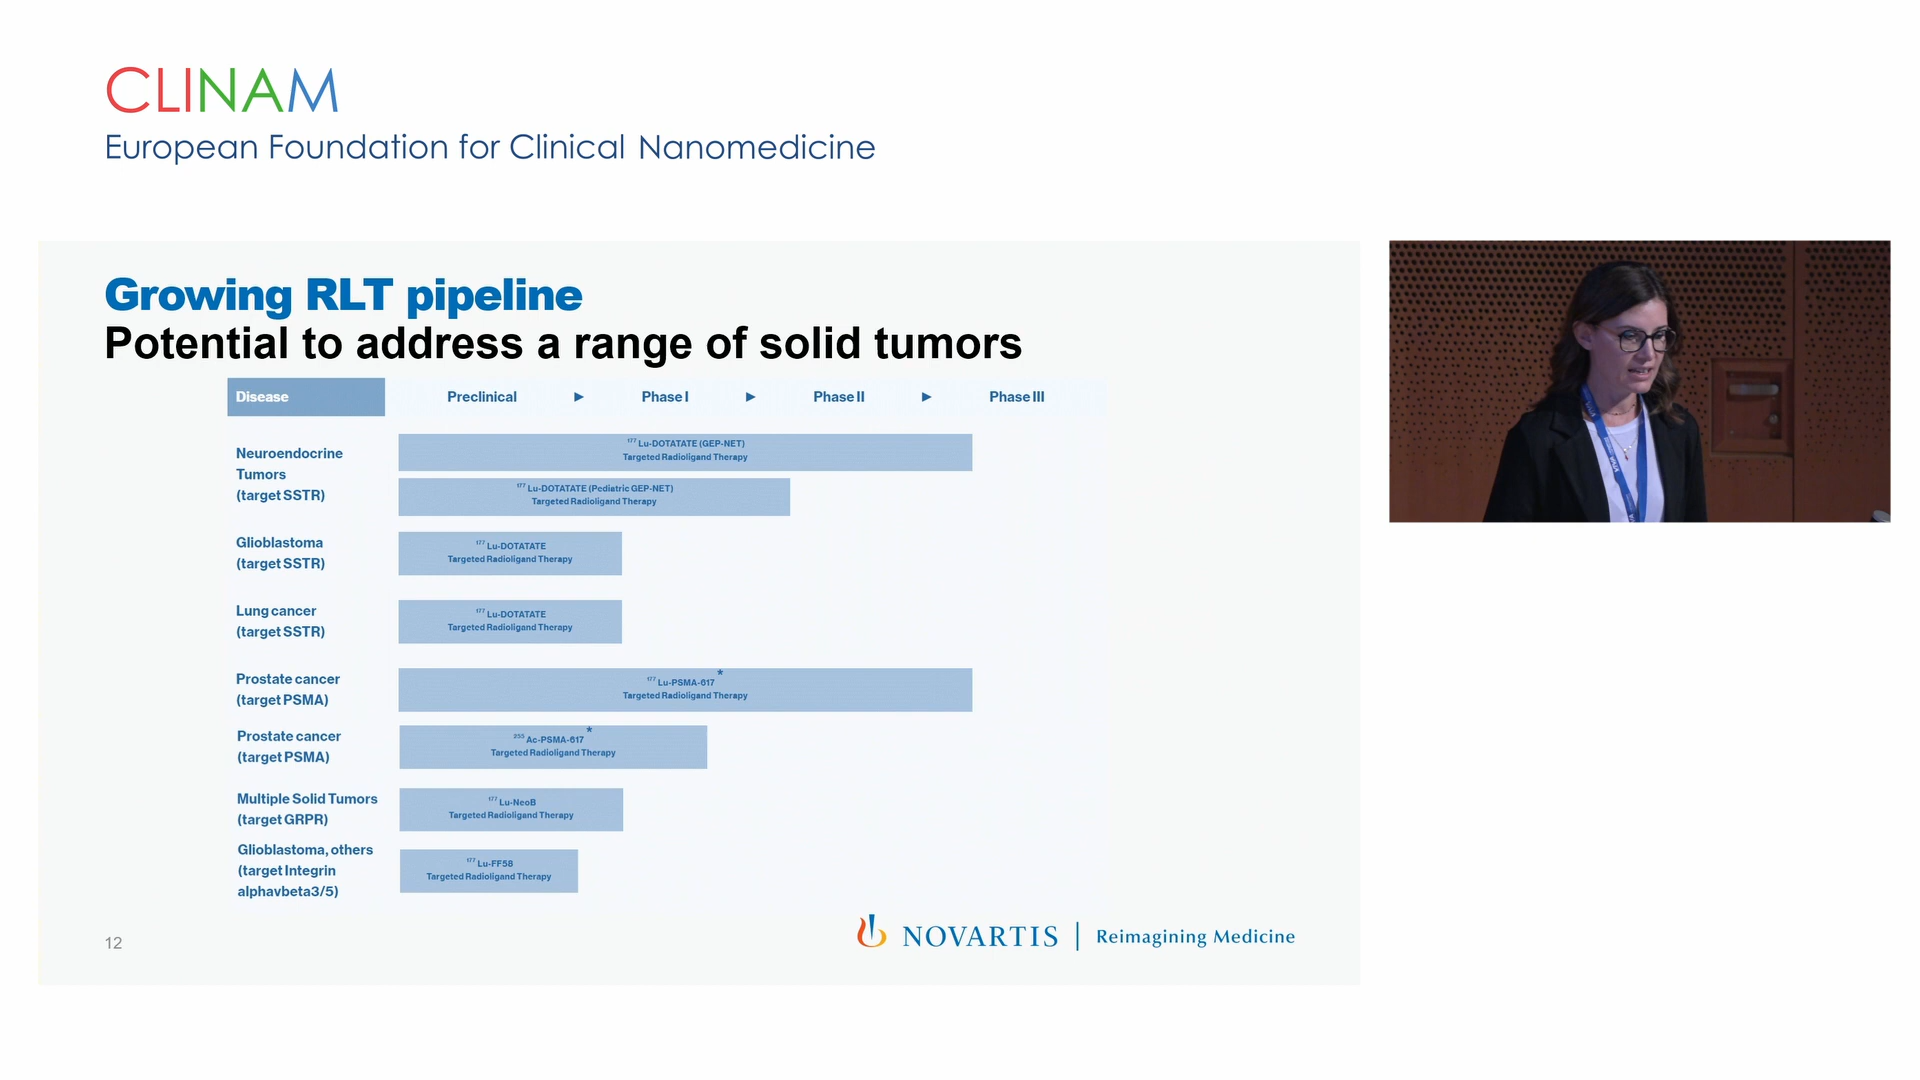 CLINAM
European Foundation for Clinical Nanomedicine
Growing RLT pipeline
Potential to address a range of solid tumors
Disease Preclinical ► Phase I ► Phase II ► Phase III
Neuroendocrine
Tumors
(target SSTR)
177 Lu-DOTATATE (GEP-NET)
Targeted Radioligand Therapy
177 Lu-DOTATATE (Pediatric GEP-NET)
Targeted Radioligand Therapy
Glioblastoma
(target SSTR)
177 Lu-DOTATATE
Targeted Radioligand Therapy
Lung cancer
(target SSTR)
177 Lu-DOTATATE
Targeted Radioligand Therapy
Prostate cancer
(target PSMA)
177 Lu-PSMA-617 *
Targeted Radioligand Therapy
Prostate cancer
(target PSMA)
Ac-PSMA-617 *
Targeted Radioligand Therapy
Multiple Solid Tumors
(target GRPR)
177 Lu-NeoB
Targeted Radioligand Therapy
Glioblastoma, others
(target Integrin
alphavbeta3/5)
177 Lu-FF58
Targeted Radioligand Therapy
12
NOVARTIS | Reimagining Medicine